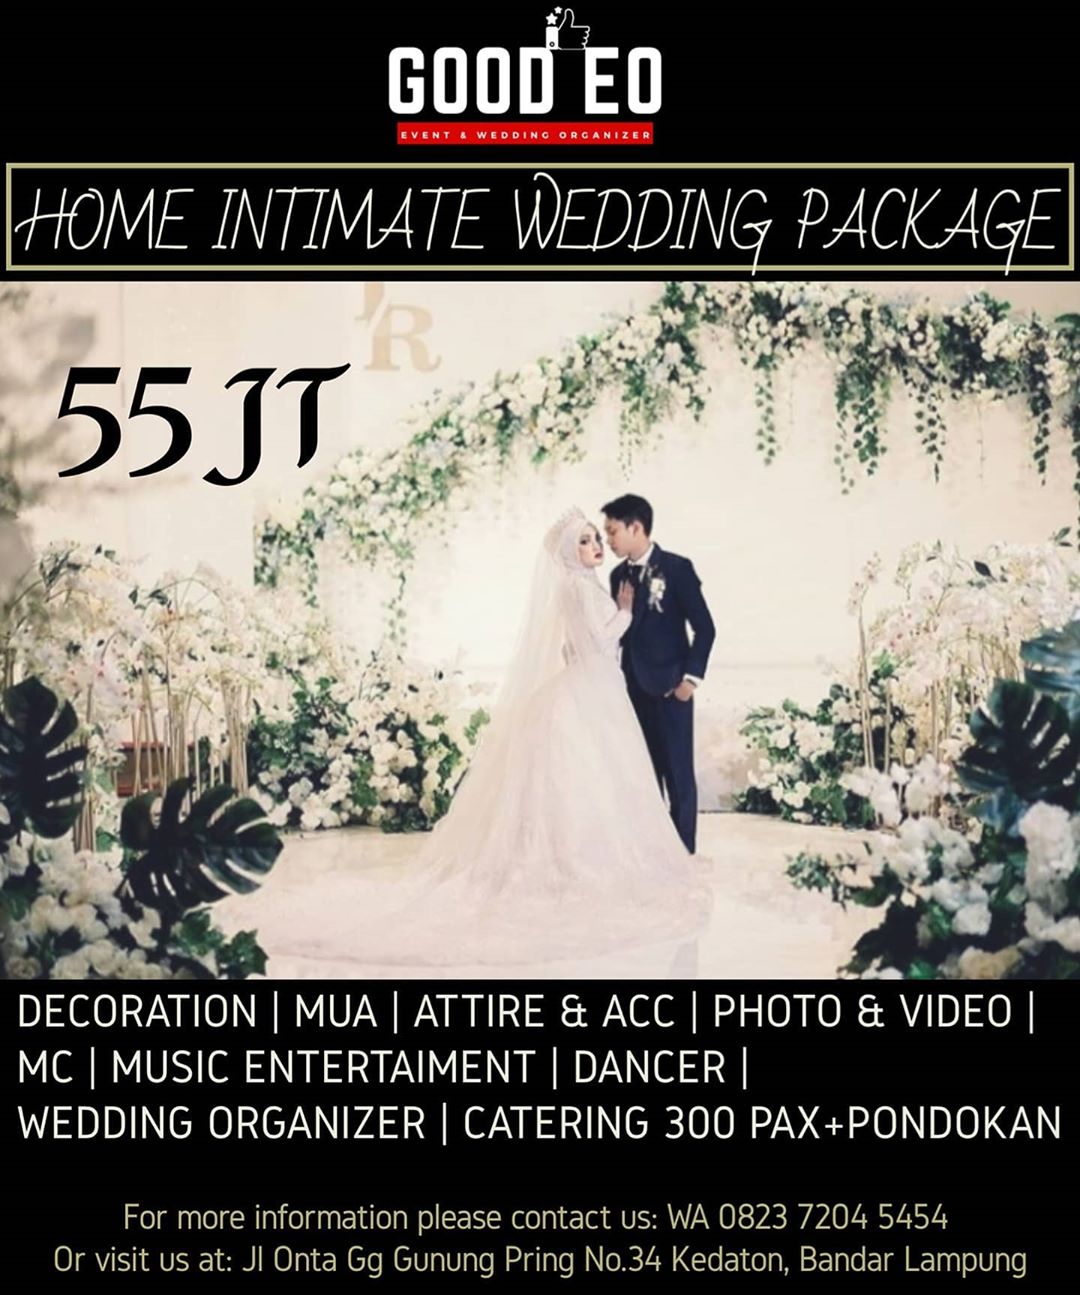 GOOD EO
EVENT & WEDDING ORGANIZER
HOME INTIMATE WEDDING PACKAGE
R
55 JT
DECORATION | MUA | ATTIRE & ACC | PHOTO & VIDEO |
MC | MUSIC ENTERTAIMENT | DANCER |
WEDDING ORGANIZER | CATERING 300 PAX+PONDOKAN
For more information please contact us: WA 0823 7204 5454
Or visit us at: Jl Onta Gg Gunung Pring No.34 Kedaton, Bandar Lampung